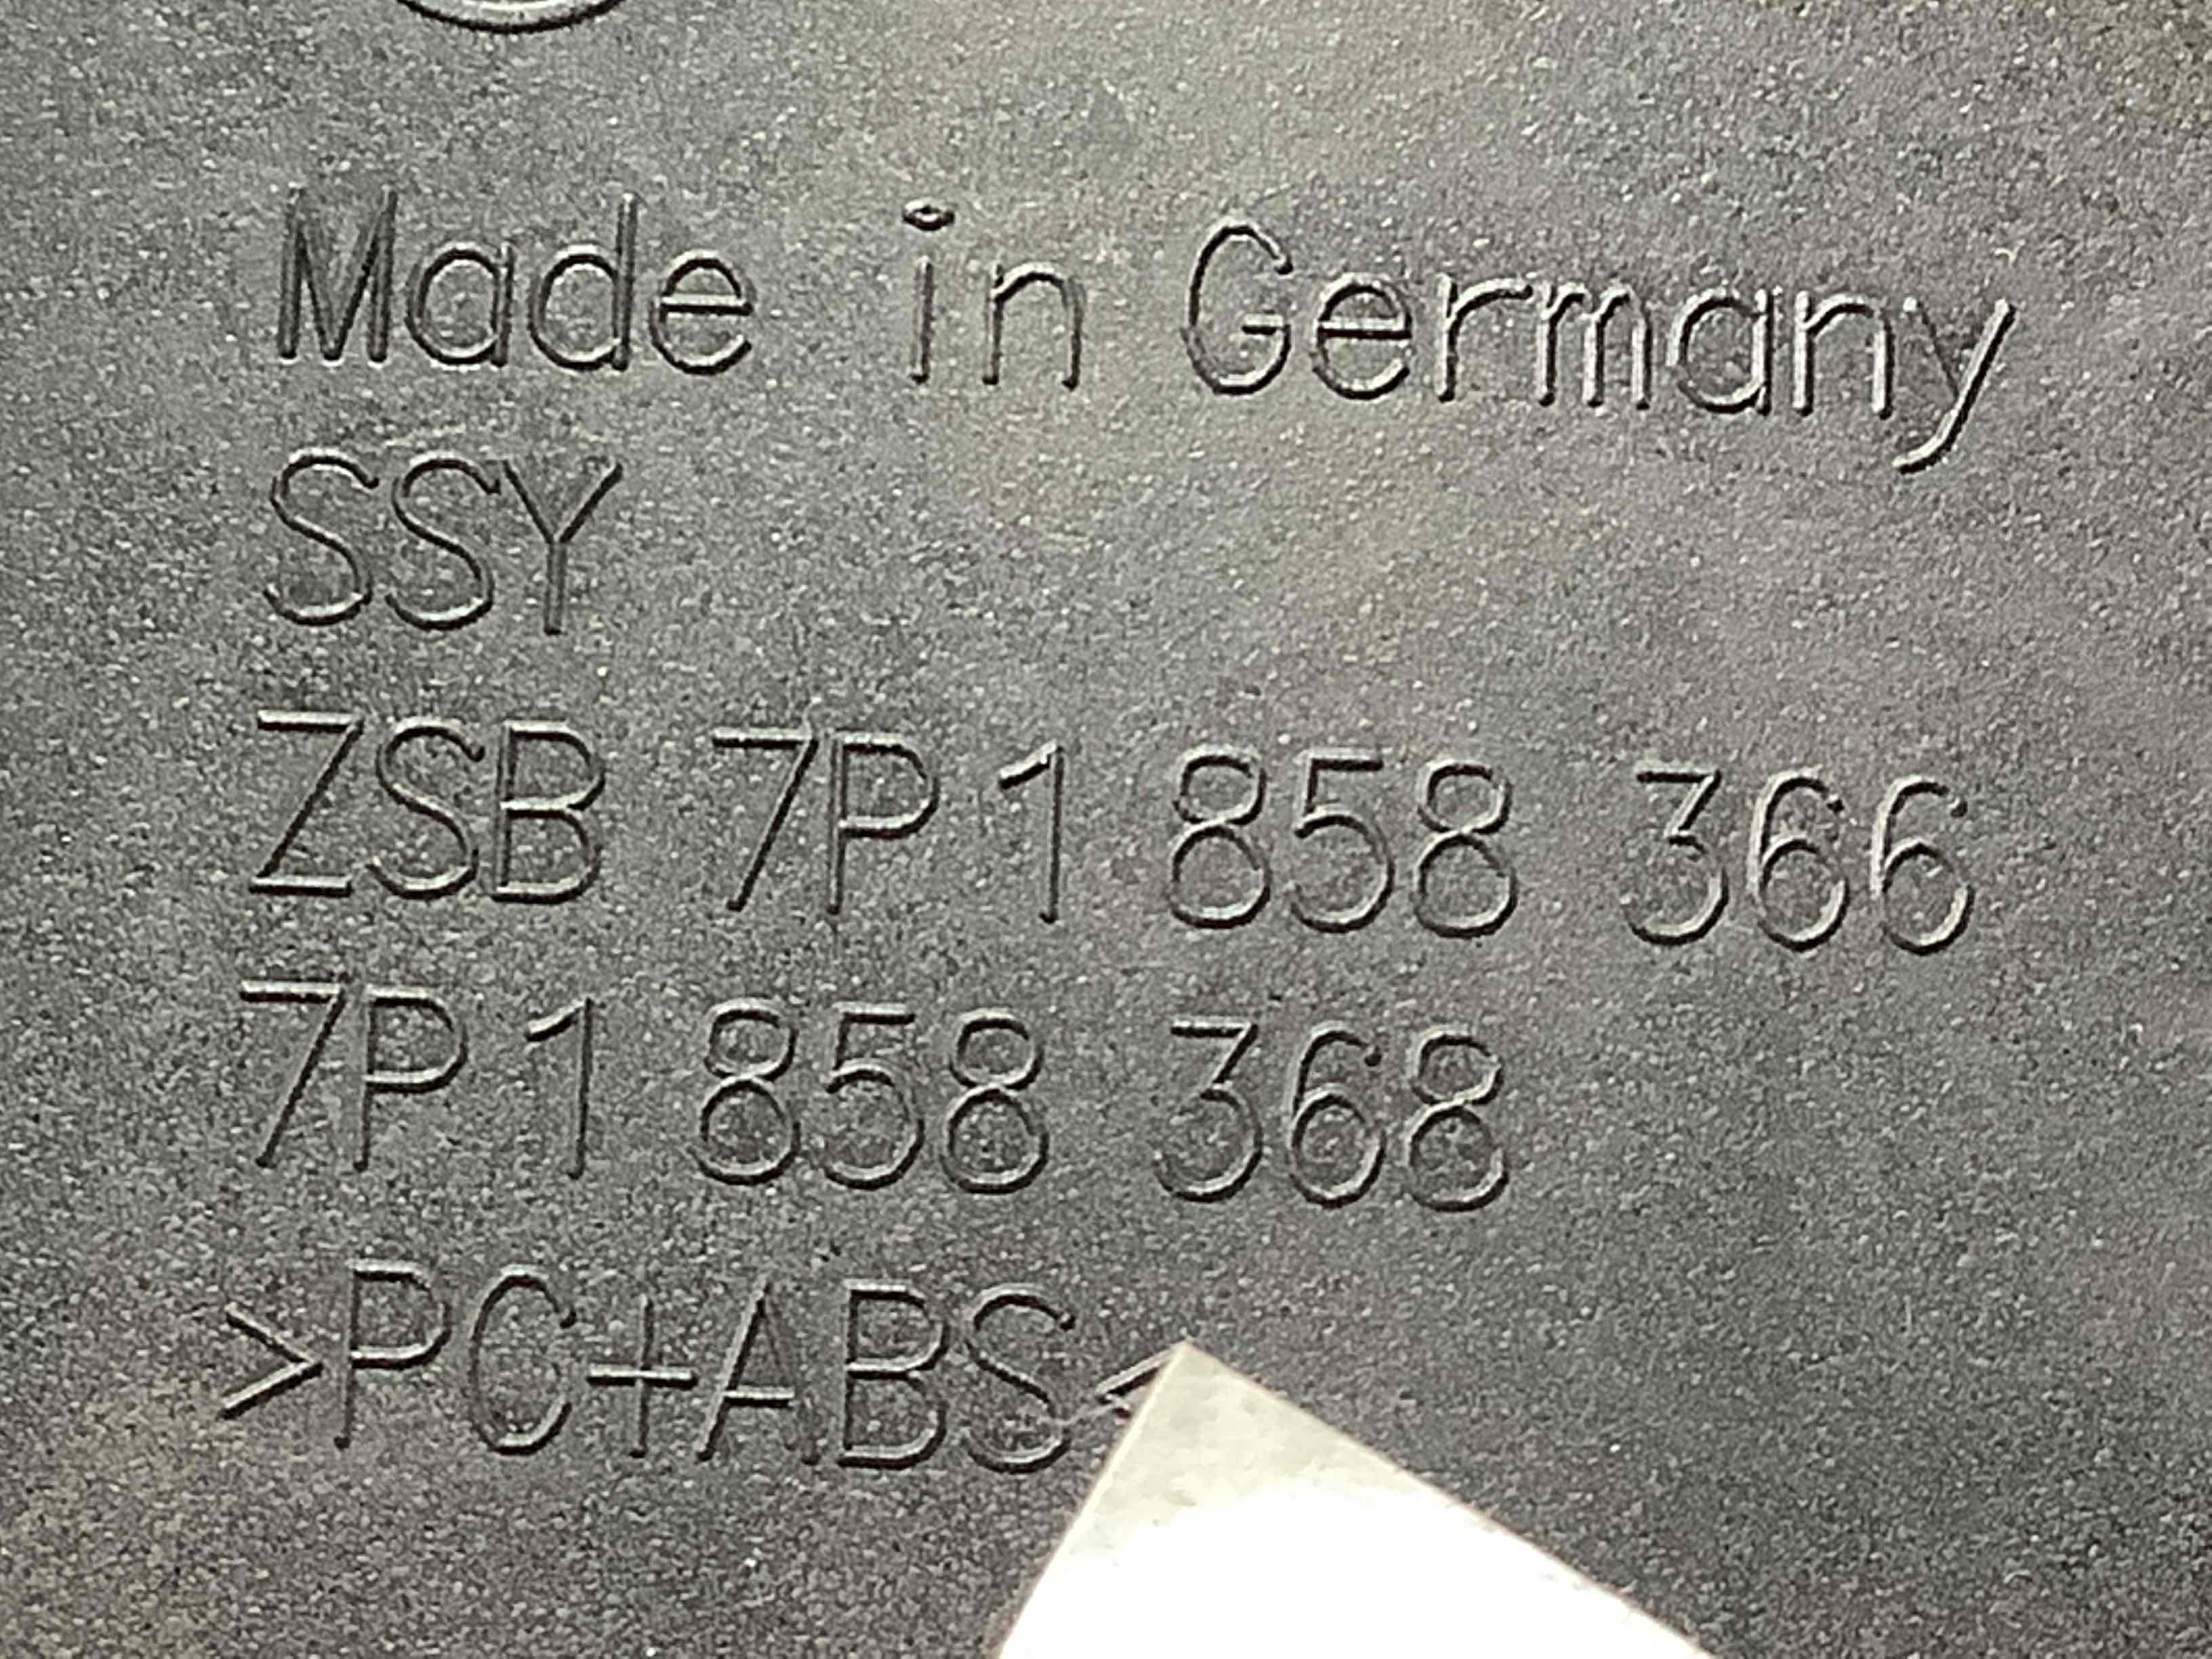 Made in Germany
SSY
ZSB 7P1 858 366
7P1 858 368
>PC+ABS<